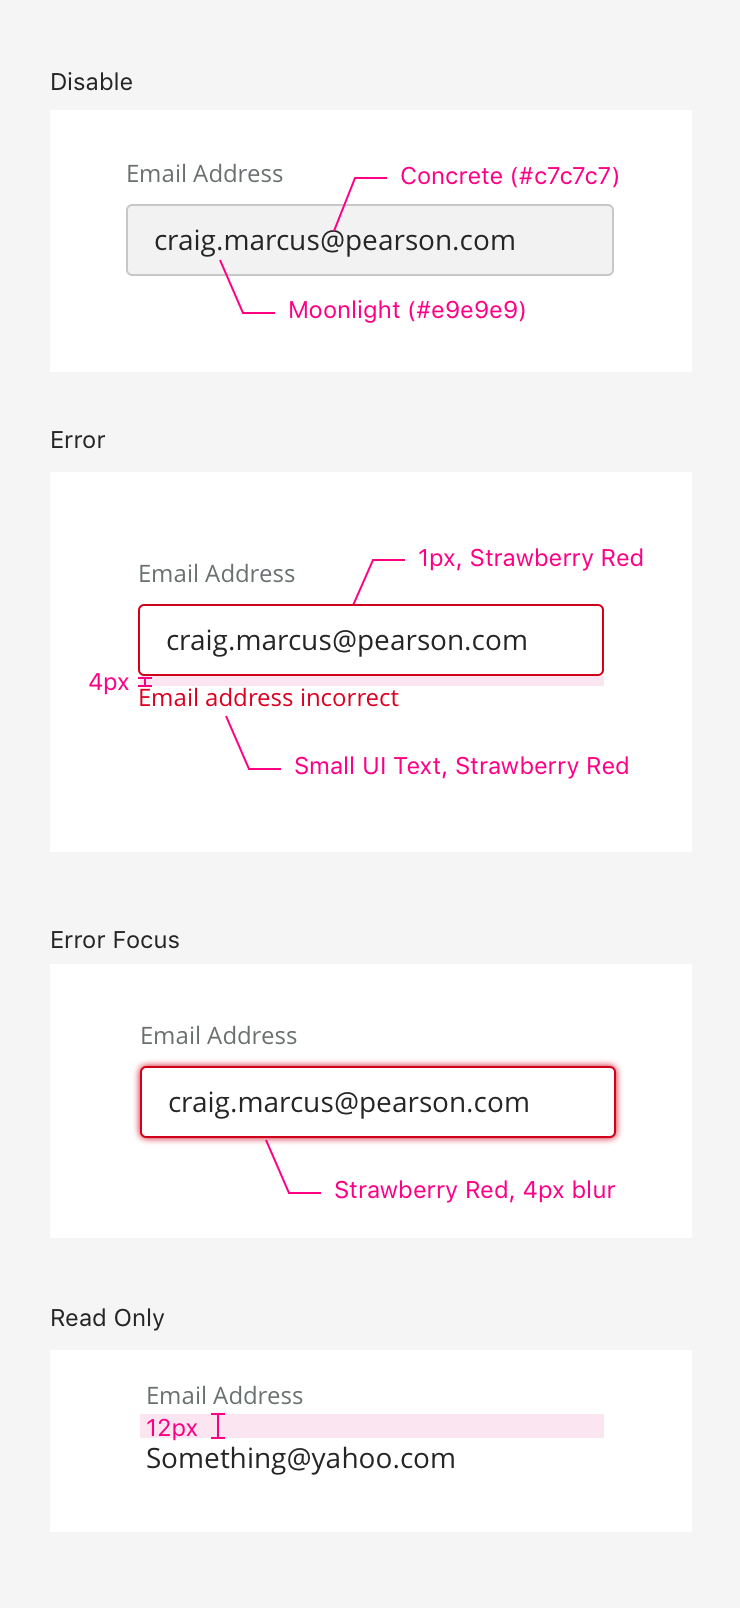 Disable
Email Address
Concrete (#c7c7c7)
craig.marcus@pearson.com
Moonlight (#e9e9e9)
Error
1px, Strawberry Red
Email Address
craig.marcus@pearson.com
4px
Email address incorrect
Small UI Text, Strawberry Red
Error Focus
Email Address
craig.marcus@pearson.com
Strawberry Red, 4px blur
Read Only
Email Address
12px
Something@yahoo.com